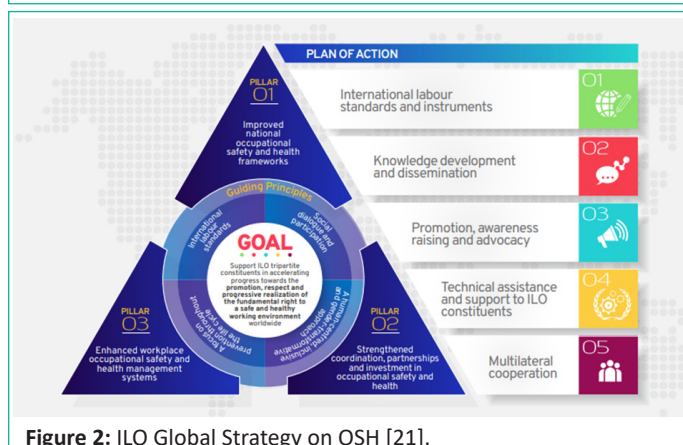 PLAN OF ACTION
PILLAR
01
Improved
national
occupational
safety and health
frameworks
Guiding Principles
International
labour
standards
Social
dialogue and
participation
A human-centred, inclusive
and gender-transformative
approach
A focus on
prevention throughout
the life cycle
GOAL
Support ILO tripartite
constituents in accelerating
progress towards the
promotion, respect and
progressive realization of
the fundamental right to
a safe and healthy
working environment
worldwide
PILLAR
03
Enhanced workplace
occupational safety and
health management
systems
PILLAR
02
Strengthened
coordination, partnerships
and investment in
occupational safety and
health
International labour
standards and instruments
01
Knowledge development
and dissemination
02
Promotion, awareness
raising and advocacy
03
Technical assistance
and support to ILO
constituents
04
Multilateral
cooperation
05
Figure 2: ILO Global Strategy on OSH [21].